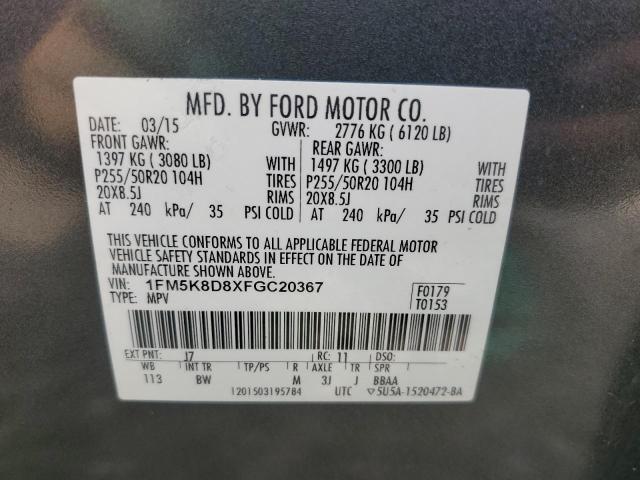 MFD. BY FORD MOTOR CO.
DATE: 03/15 GVWR: 2776 KG ( 6120 LB)
FRONT GAWR: REAR GAWR:
1397 KG ( 3080 LB) WITH 1497 KG ( 3300 LB) WITH
P255/50R20 104H TIRES P255/50R20 104H TIRES
20X8.5J RIMS 20X8.5J RIMS
AT 240 kPa/ 35 PSI COLD AT 240 kPa/ 35 PSI COLD
THIS VEHICLE CONFORMS TO ALL APPLICABLE FEDERAL MOTOR
VEHICLE SAFETY STANDARDS IN EFFECT ON THE DATE OF
MANUFACTURE SHOWN ABOVE.
VIN: 1FM5K8D8XFGC20367 F0179
TYPE: MPV T0153
EXT PNT: J7 RC: 11 DSO:
WB INT TR TP/PS R AXLE TR SPR
113 BW M 3J J BBAA
1201503195784 UTC ▽5U5A-1520472-BA